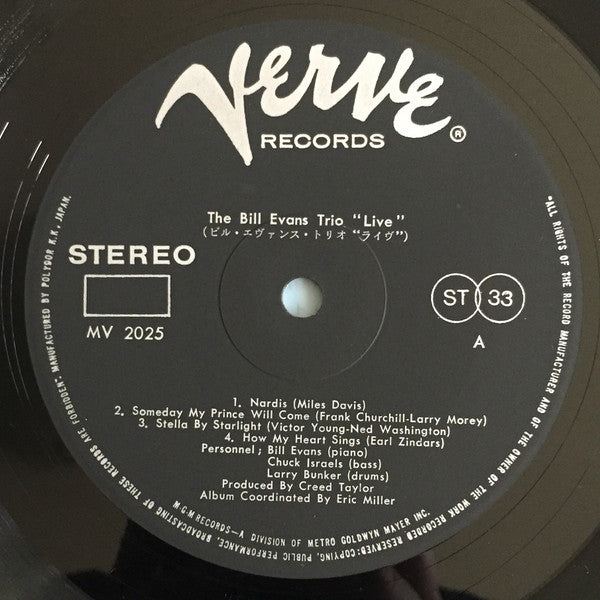 Verve
RECORDS
®
The Bill Evans Trio "Live"
(ビル・エヴァンス・トリオ "ライヴ")
STEREO
MV 2025
ST 33
A
1. Nardis (Miles Davis)
2. Someday My Prince Will Come (Frank Churchill-Larry Morey)
3. Stella By Starlight (Victor Young-Ned Washington)
4. How My Heart Sings (Earl Zindars)
Personnel; Bill Evans (piano)
Chuck Israels (bass)
Larry Bunker (drums)
Produced By Creed Taylor
Album Coordinated By Eric Miller
M·G·M RECORDS—A DIVISION OF METRO GOLDWYN MAYER INC.
"ALL RIGHTS OF THE RECORD MANUFACTURER AND OF THE OWNER OF THE WORK RECORDED RESERVED-COPYING, PUBLIC PERFORMANCE, BROADCASTING OF THESE RECORDS ARE FORBIDDEN" MANUFACTURED BY POLYDOR K.K. JAPAN.